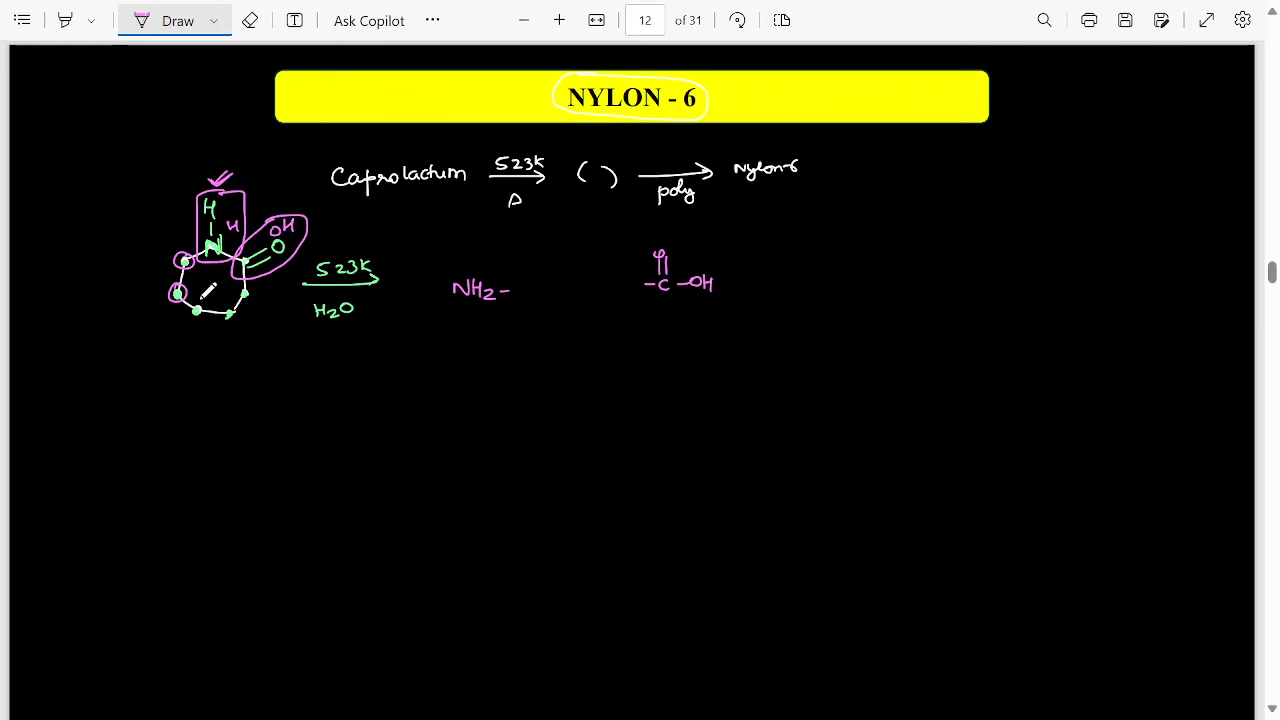 Draw
Ask Copilot
12 of 31
NYLON - 6
Caprolactum 523K Δ ( ) poly Nylon-6
H
H
OH
N
O
523K
H2O
NH2-
O
-C-OH